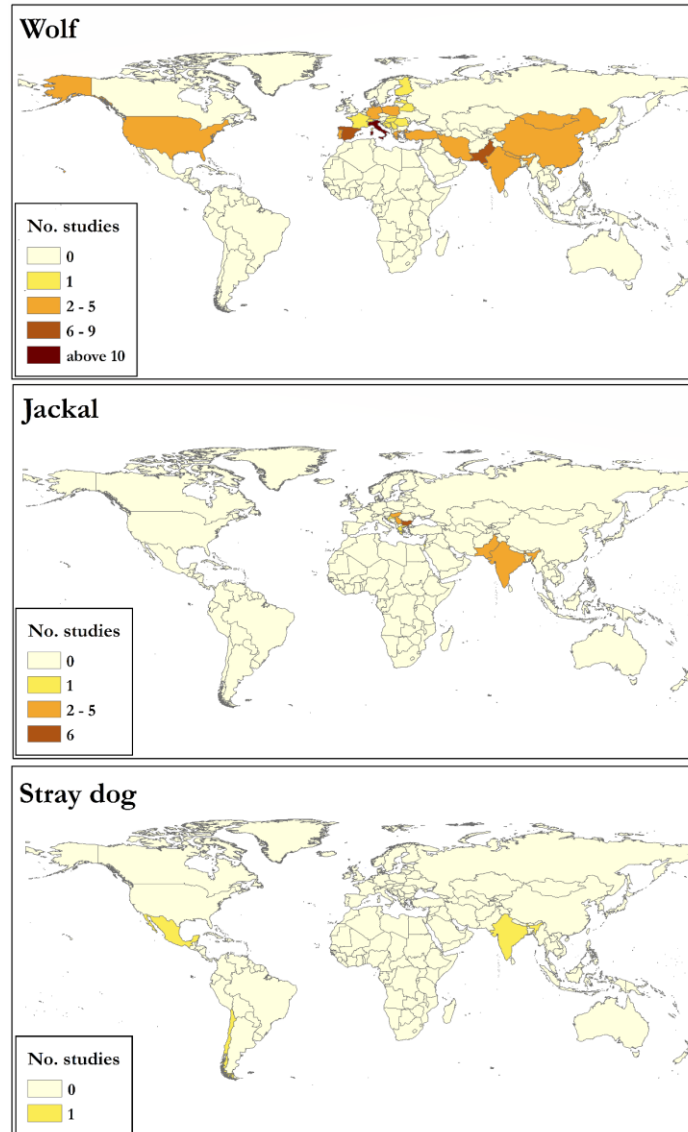 Wolf
No. studies
0
1
2 - 5
6 - 9
above 10
Jackal
No. studies
0
1
2 - 5
6
Stray dog
No. studies
0
1